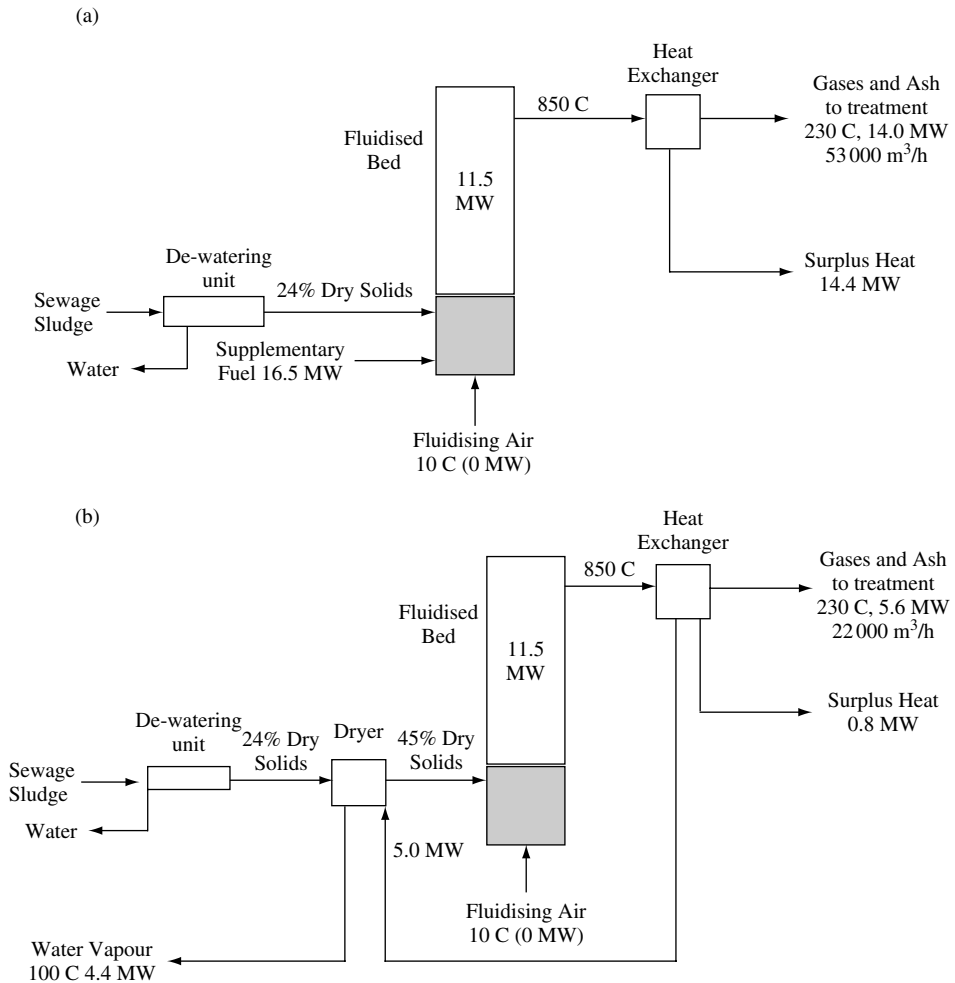 (a)
Heat
Exchanger
850 C
Gases and Ash
to treatment
230 C, 14.0 MW
53 000 m³/h
Fluidised
Bed
11.5
MW
De-watering
unit
24% Dry Solids
Surplus Heat
14.4 MW
Sewage
Sludge
Water
Supplementary
Fuel 16.5 MW
Fluidising Air
10 C (0 MW)
(b)
Heat
Exchanger
850 C
Gases and Ash
to treatment
230 C, 5.6 MW
22 000 m³/h
Fluidised
Bed
11.5
MW
Surplus Heat
0.8 MW
De-watering
unit
24% Dry
Solids
Dryer
45% Dry
Solids
Sewage
Sludge
Water
5.0 MW
Fluidising Air
10 C (0 MW)
Water Vapour
100 C 4.4 MW